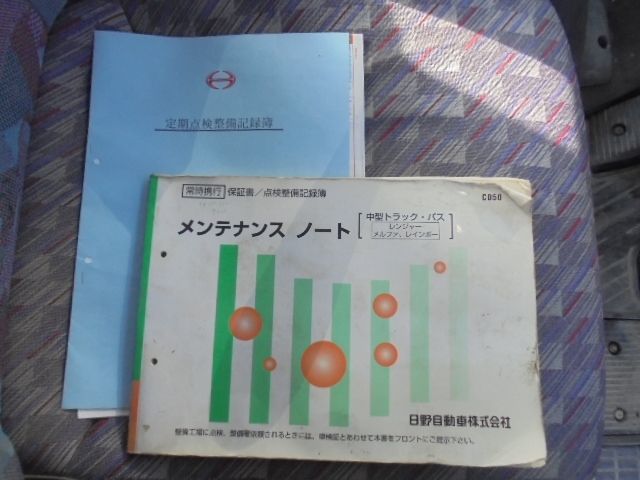 定期点検整備記録簿
常時携行 保証書／点検整備記録簿
CD50
メンテナンス ノート
中型トラック・バス
レンジャー
メルファ、レインボー
日野自動車株式会社
整備工場に点検、整備等依頼されるときには、車検証とあわせて本書をフロントにご提示下さい。